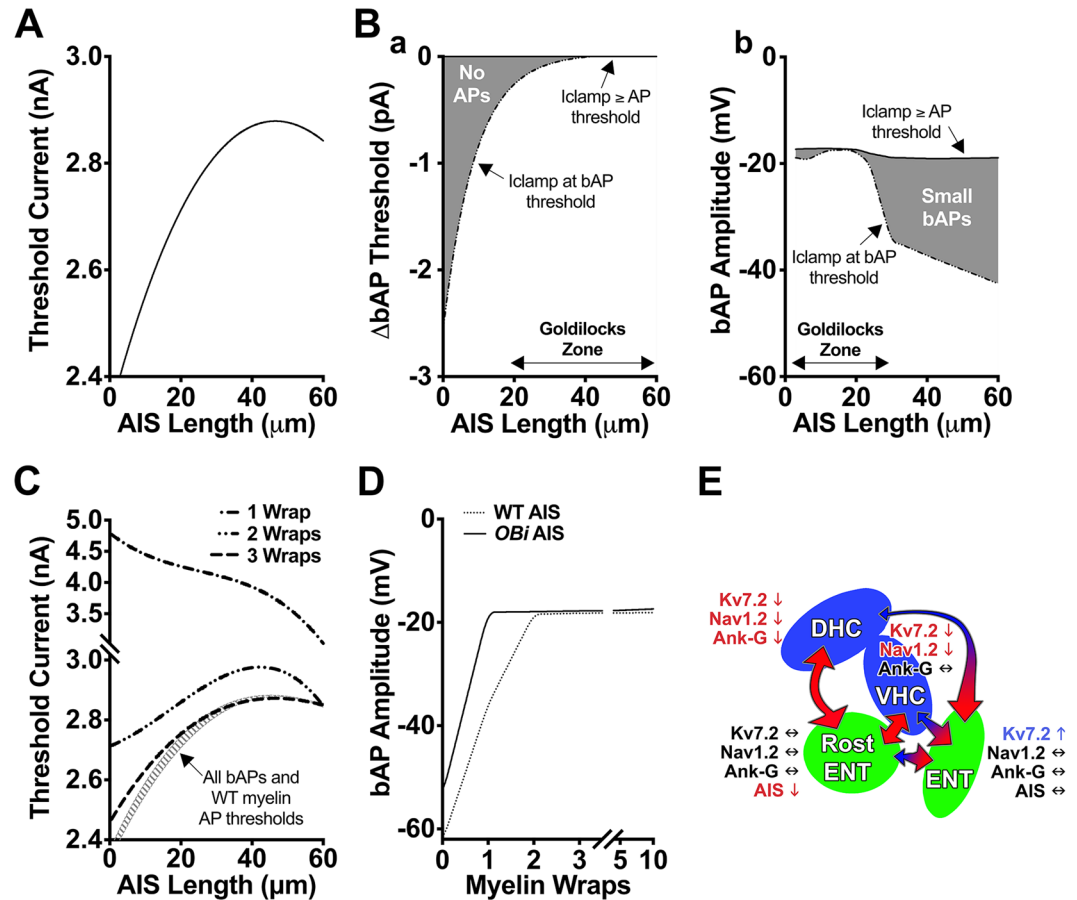 A
Threshold Current (nA)
3.0
2.8
2.6
2.4
0 20 40 60
AIS Length (μm)
B
a
ΔbAP Threshold (pA)
0
-1
-2
-3
No
APs
Iclamp ≥ AP
threshold
Iclamp at bAP
threshold
Goldilocks
Zone
0 10 20 30 40 50 60
AIS Length (μm)
b
bAP Amplitude (mV)
0
-20
-40
-60
Iclamp ≥ AP
threshold
Small
bAPs
Iclamp at bAP
threshold
Goldilocks
Zone
0 20 40 60
AIS Length (μm)
C
Threshold Current (nA)
5.0
4.5
4.0
3.5
3.0
2.8
2.6
2.4
1 Wrap
2 Wraps
3 Wraps
All bAPs and
WT myelin
AP thresholds
0 20 40 60
AIS Length (μm)
D
bAP Amplitude (mV)
0
-20
-40
-60
WT AIS
OBi AIS
0 1 2 3 5 10
Myelin Wraps
E
Kv7.2 ↓
Nav1.2 ↓
Ank-G ↓
DHC
Kv7.2 ↓
Nav1.2 ↓
Ank-G ↔
VHC
Kv7.2 ↔
Nav1.2 ↔
Ank-G ↔
AIS ↓
Rost
ENT
ENT
Kv7.2 ↑
Nav1.2 ↔
Ank-G ↔
AIS ↔